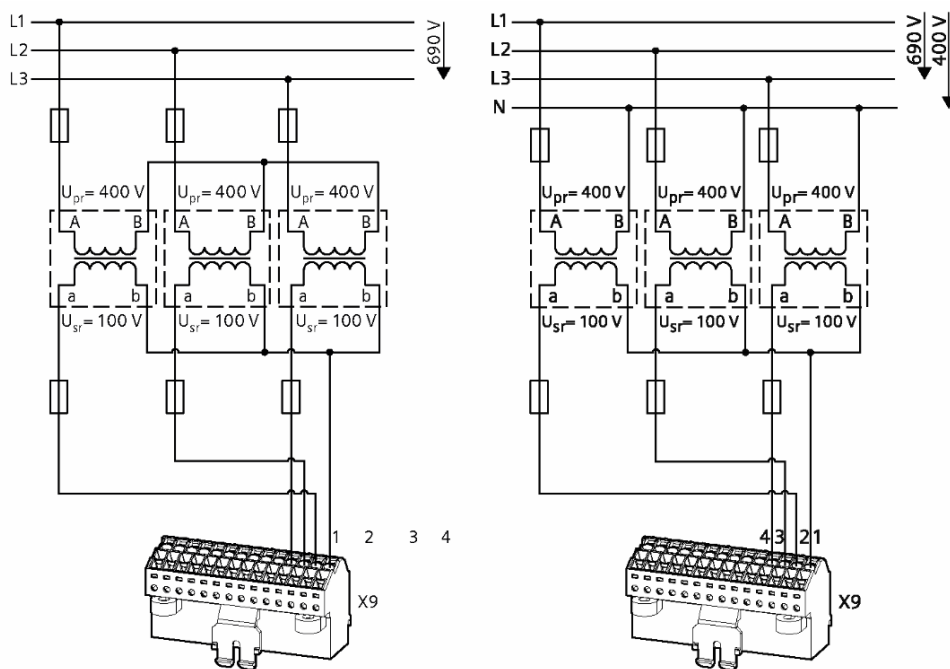 L1
L2
L3
690 V
U_pr = 400 V U_pr = 400 V U_pr = 400 V
A B A B A B
a b a b a b
U_sr = 100 V U_sr = 100 V U_sr = 100 V
1 2 3 4
X9
L1
L2
L3
N
690 V
400 V
U_pr = 400 V U_pr = 400 V U_pr = 400 V
A B A B A B
a b a b a b
U_sr = 100 V U_sr = 100 V U_sr = 100 V
4 3 2 1
X9